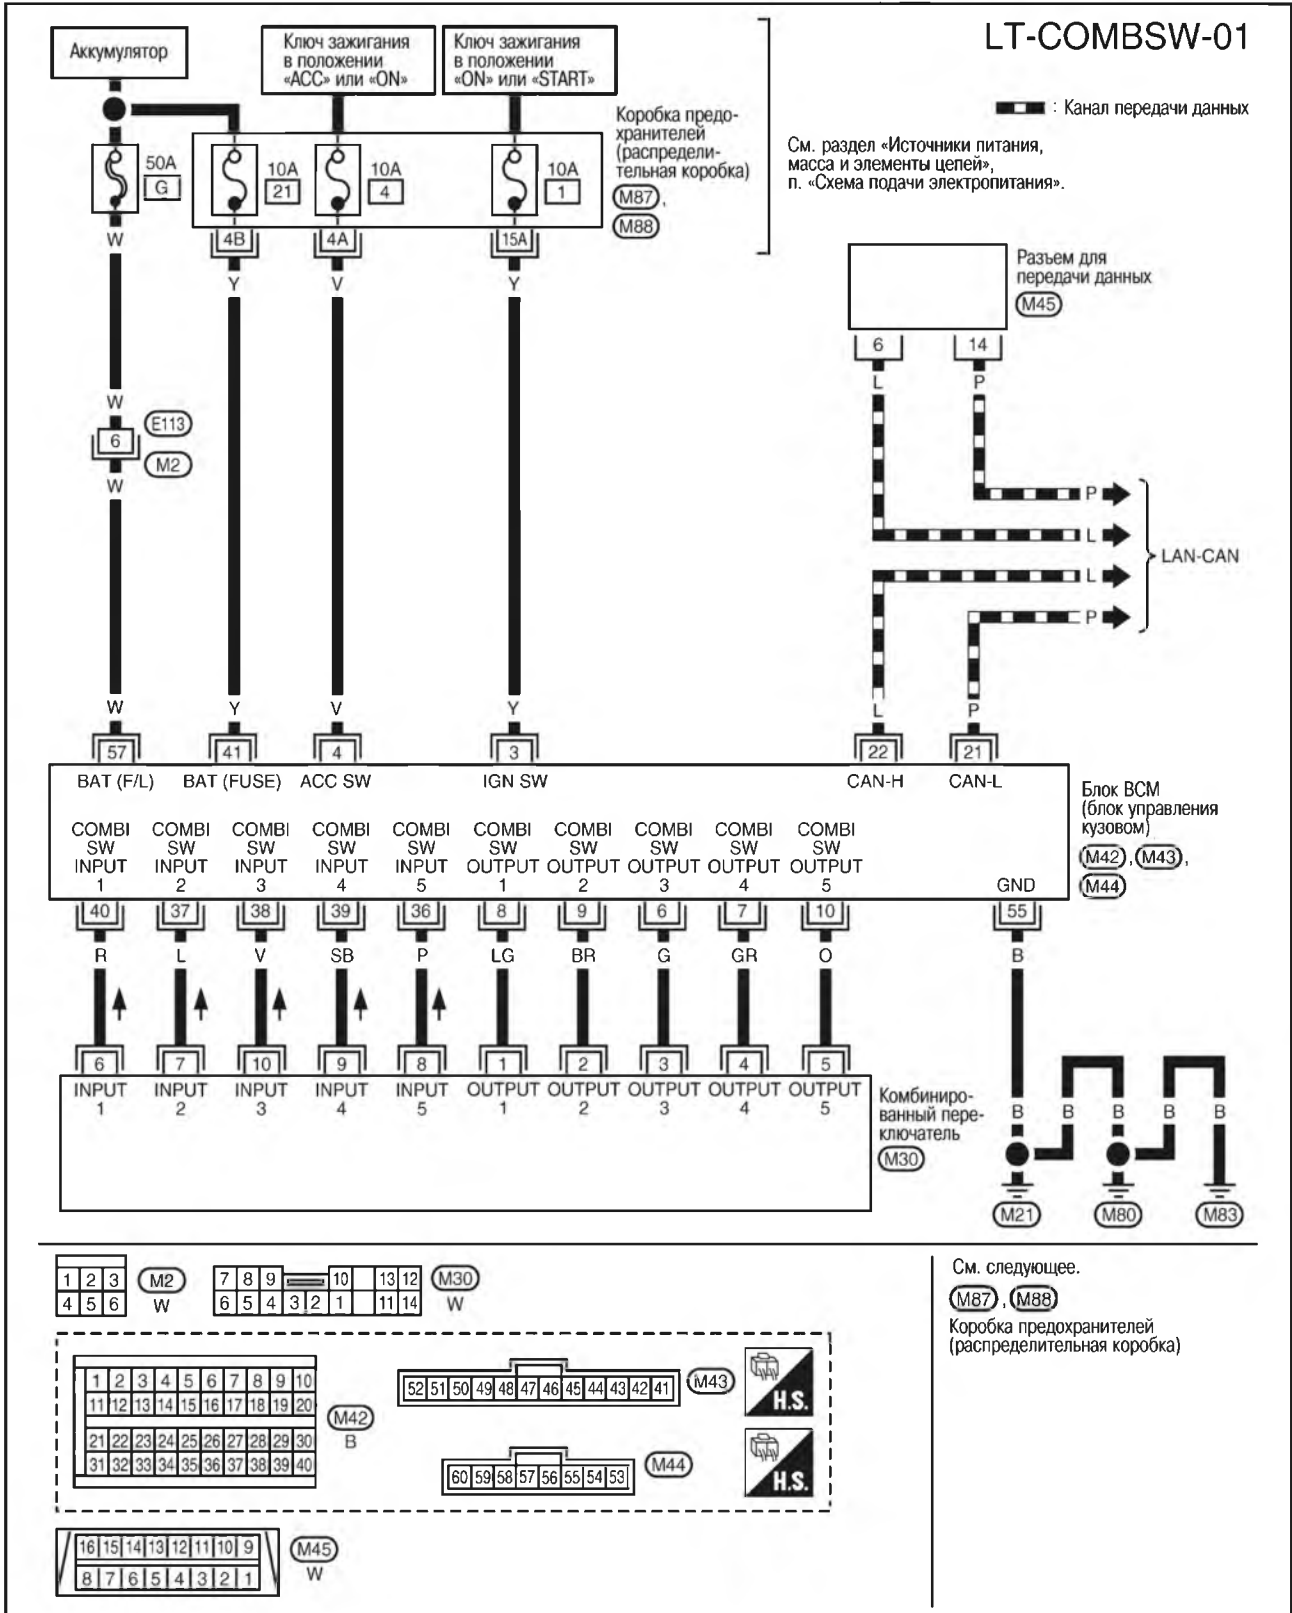 LT-COMBSW-01
Аккумулятор
Ключ зажигания
в положении
«ACC» или «ON»
Ключ зажигания
в положении
«ON» или «START»
: Канал передачи данных
Коробка предо-
хранителей
(распредели-
тельная коробка)
M87,
M88
См. раздел «Источники питания,
масса и элементы цепей»,
п. «Схема подачи электропитания».
50A
G
10A
21
10A
4
10A
1
W
4B
4A
15A
Y
V
Y
Разъем для
передачи данных
M45
6
14
L
P
W
6
E113
M2
W
P
L
L
P
LAN-CAN
W
Y
V
Y
L
P
57
41
4
3
22
21
BAT (F/L)
BAT (FUSE)
ACC SW
IGN SW
CAN-H
CAN-L
Блок BCM
(блок управления
кузовом)
M42, M43,
M44
COMBI COMBI COMBI COMBI COMBI COMBI COMBI COMBI COMBI COMBI
SW SW SW SW SW SW SW SW SW SW
INPUT INPUT INPUT INPUT INPUT OUTPUT OUTPUT OUTPUT OUTPUT OUTPUT
1 2 3 4 5 1 2 3 4 5
GND
40 37 38 39 36 8 9 6 7 10 55
R L V SB P LG BR G GR O B
6 7 10 9 8 1 2 3 4 5
INPUT INPUT INPUT INPUT INPUT OUTPUT OUTPUT OUTPUT OUTPUT OUTPUT
1 2 3 4 5 1 2 3 4 5
Комбиниро-
ванный пере-
ключатель
M30
B B B B B
M21 M80 M83
1 2 3
4 5 6
M2
W
7 8 9 10 13 12
6 5 4 3 2 1 11 14
M30
W
См. следующее.
M87, M88
Коробка предохранителей
(распределительная коробка)
1 2 3 4 5 6 7 8 9 10
11 12 13 14 15 16 17 18 19 20
21 22 23 24 25 26 27 28 29 30
31 32 33 34 35 36 37 38 39 40
M42
B
52 51 50 49 48 47 46 45 44 43 42 41
M43
H.S.
60 59 58 57 56 55 54 53
M44
H.S.
16 15 14 13 12 11 10 9
8 7 6 5 4 3 2 1
M45
W